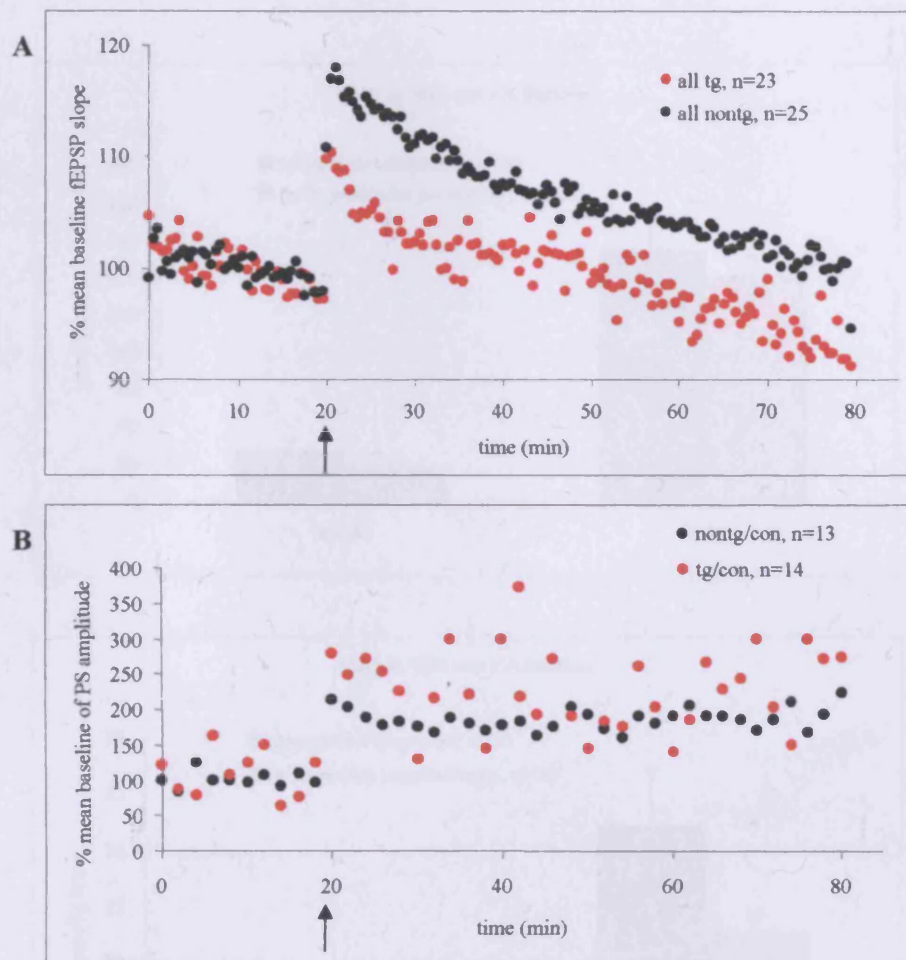 A
% mean baseline fEPSP slope
120
110
100
90
all tg, n=23
all nontg, n=25
0 10 20 30 40 50 60 70 80
time (min)
B
% mean baseline of PS amplitude
nontg/con, n=13
tg/con, n=14
400
350
300
250
200
150
100
50
0
0 20 40 60 80
time (min)